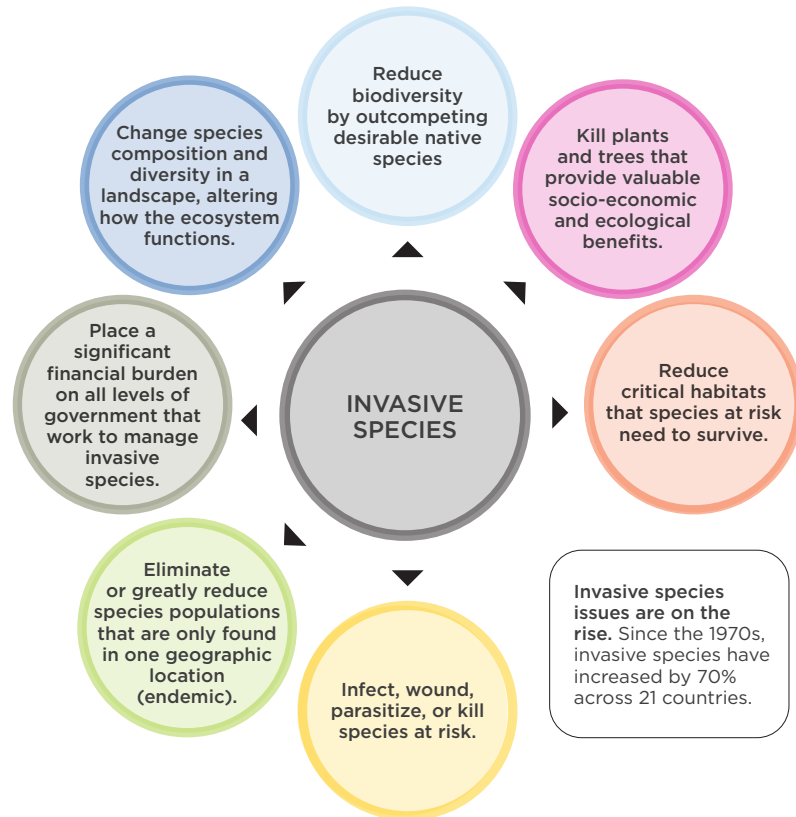 Reduce
biodiversity
by outcompeting
desirable native
species
Kill plants
and trees that
provide valuable
socio-economic
and ecological
benefits.
Reduce
critical habitats
that species at risk
need to survive.
Infect, wound,
parasitize, or kill
species at risk.
Eliminate
or greatly reduce
species populations
that are only found
in one geographic
location
(endemic).
Place a
significant
financial burden
on all levels of
government that
work to manage
invasive
species.
Change species
composition and
diversity in a
landscape, altering
how the ecosystem
functions.
INVASIVE
SPECIES
Invasive species
issues are on the
rise. Since the 1970s,
invasive species have
increased by 70%
across 21 countries.